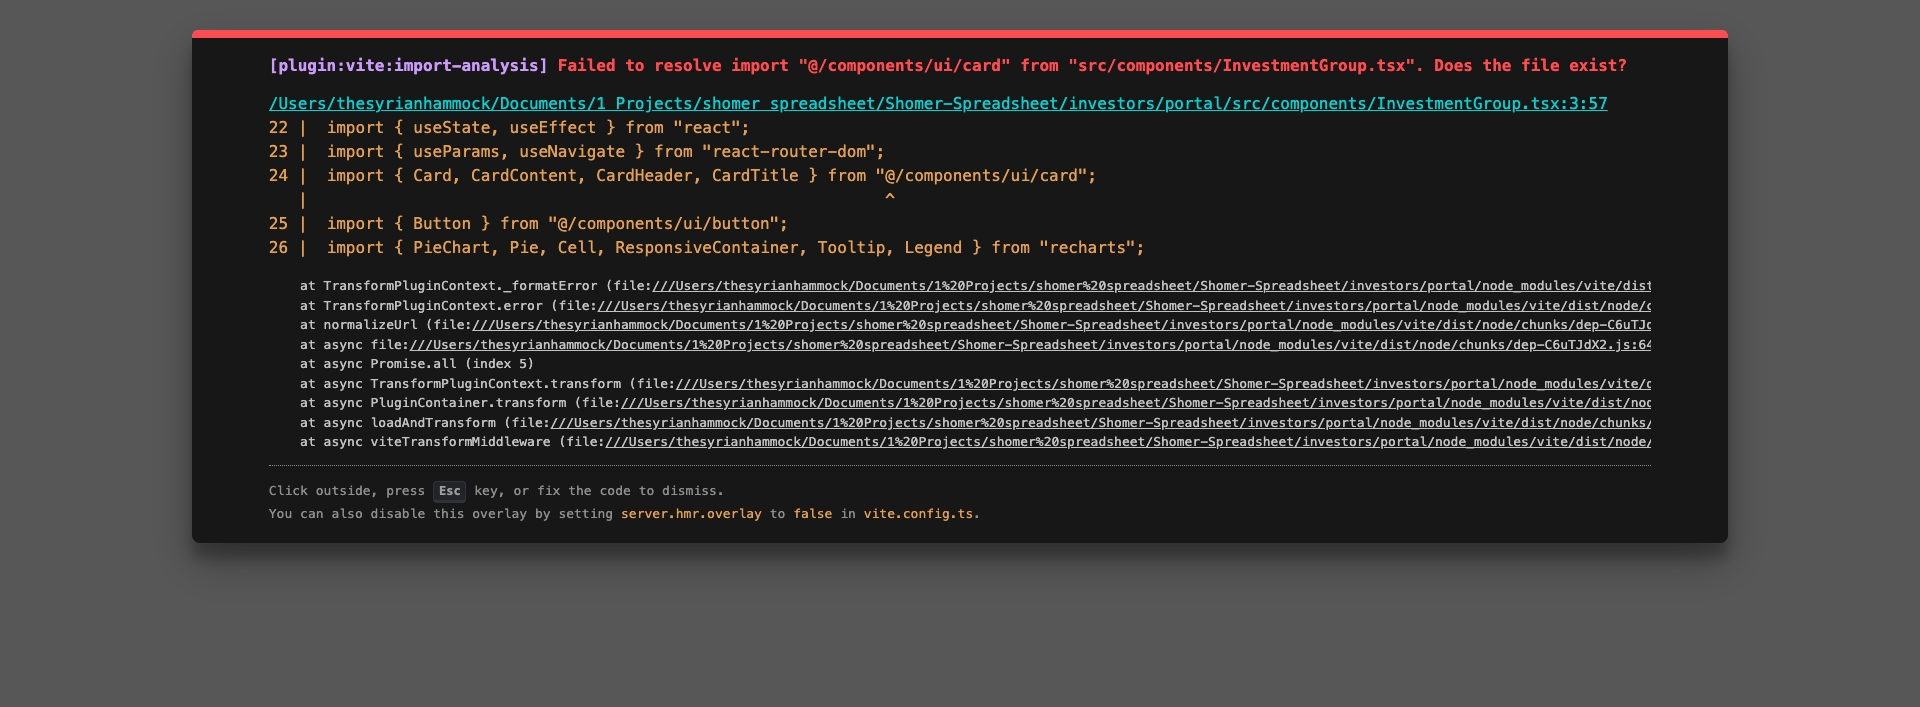 [plugin:vite:import-analysis] Failed to resolve import "@/components/ui/card" from "src/components/InvestmentGroup.tsx". Does the file exist?
/Users/thesyrianhammock/Documents/1 Projects/shomer spreadsheet/Shomer-Spreadsheet/investors/portal/src/components/InvestmentGroup.tsx:3:57
22 |  import { useState, useEffect } from "react";
23 |  import { useParams, useNavigate } from "react-router-dom";
24 |  import { Card, CardContent, CardHeader, CardTitle } from "@/components/ui/card";
   |                                                            ^
25 |  import { Button } from "@/components/ui/button";
26 |  import { PieChart, Pie, Cell, ResponsiveContainer, Tooltip, Legend } from "recharts";
at TransformPluginContext._formatError (file:///Users/thesyrianhammock/Documents/1%20Projects/shomer%20spreadsheet/Shomer-Spreadsheet/investors/portal/node_modules/vite/dist
at TransformPluginContext.error (file:///Users/thesyrianhammock/Documents/1%20Projects/shomer%20spreadsheet/Shomer-Spreadsheet/investors/portal/node_modules/vite/dist/node/
at normalizeUrl (file:///Users/thesyrianhammock/Documents/1%20Projects/shomer%20spreadsheet/Shomer-Spreadsheet/investors/portal/node_modules/vite/dist/node/chunks/dep-C6uTJ
at async file:///Users/thesyrianhammock/Documents/1%20Projects/shomer%20spreadsheet/Shomer-Spreadsheet/investors/portal/node_modules/vite/dist/node/chunks/dep-C6uTJdX2.js:64
at async Promise.all (index 5)
at async TransformPluginContext.transform (file:///Users/thesyrianhammock/Documents/1%20Projects/shomer%20spreadsheet/Shomer-Spreadsheet/investors/portal/node_modules/vite/
at async PluginContainer.transform (file:///Users/thesyrianhammock/Documents/1%20Projects/shomer%20spreadsheet/Shomer-Spreadsheet/investors/portal/node_modules/vite/dist/no
at async loadAndTransform (file:///Users/thesyrianhammock/Documents/1%20Projects/shomer%20spreadsheet/Shomer-Spreadsheet/investors/portal/node_modules/vite/dist/node/chunks/
at async viteTransformMiddleware (file:///Users/thesyrianhammock/Documents/1%20Projects/shomer%20spreadsheet/Shomer-Spreadsheet/investors/portal/node_modules/vite/dist/node/
Click outside, press Esc key, or fix the code to dismiss.
You can also disable this overlay by setting server.hmr.overlay to false in vite.config.ts.